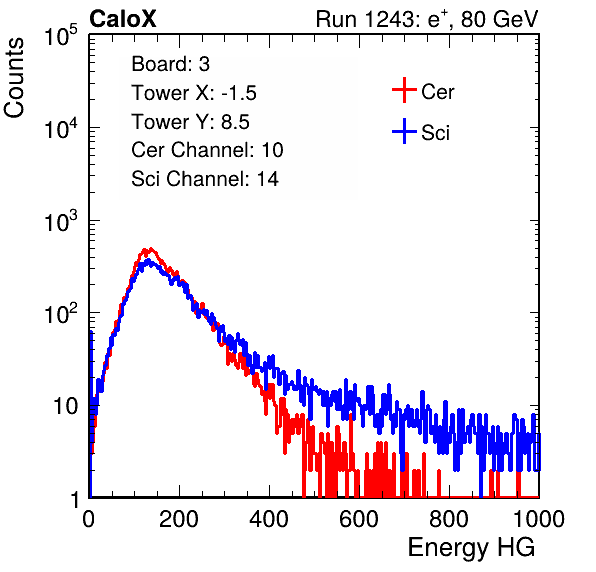 CaloX Run 1243: e⁺, 80 GeV
Counts
Board: 3
Tower X: -1.5
Tower Y: 8.5
Cer Channel: 10
Sci Channel: 14
Cer
Sci
10⁵
10⁴
10³
10²
10
1
0 200 400 600 800 1000
Energy HG